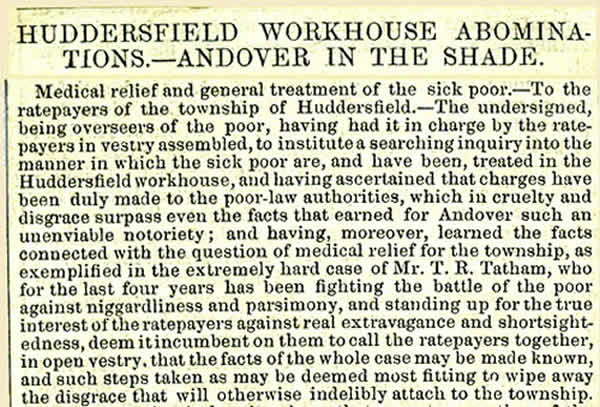 HUDDERSFIELD WORKHOUSE ABOMINA-
TIONS.—ANDOVER IN THE SHADE.
Medical relief and general treatment of the sick poor.—To the
ratepayers of the township of Huddersfield.—The undersigned,
being overseers of the poor, having had it in charge by the rate-
payers in vestry assembled, to institute a searching inquiry into the
manner in which the sick poor are, and have been, treated in the
Huddersfield workhouse, and having ascertained that charges have
been duly made to the poor-law authorities, which in cruelty and
disgrace surpass even the facts that earned for Andover such an
unenviable notoriety; and having, moreover, learned the facts
connected with the question of medical relief for the township, as
exemplified in the extremely hard case of Mr. T. R. Tatham, who
for the last four years has been fighting the battle of the poor
against niggardliness and parsimony, and standing up for the true
interest of the ratepayers against real extravagance and shortsight-
edness, deem it incumbent on them to call the ratepayers together,
in open vestry, that the facts of the whole case may be made known,
and such steps taken as may be deemed most fitting to wipe away
the disgrace that will otherwise indelibly attach to the township.